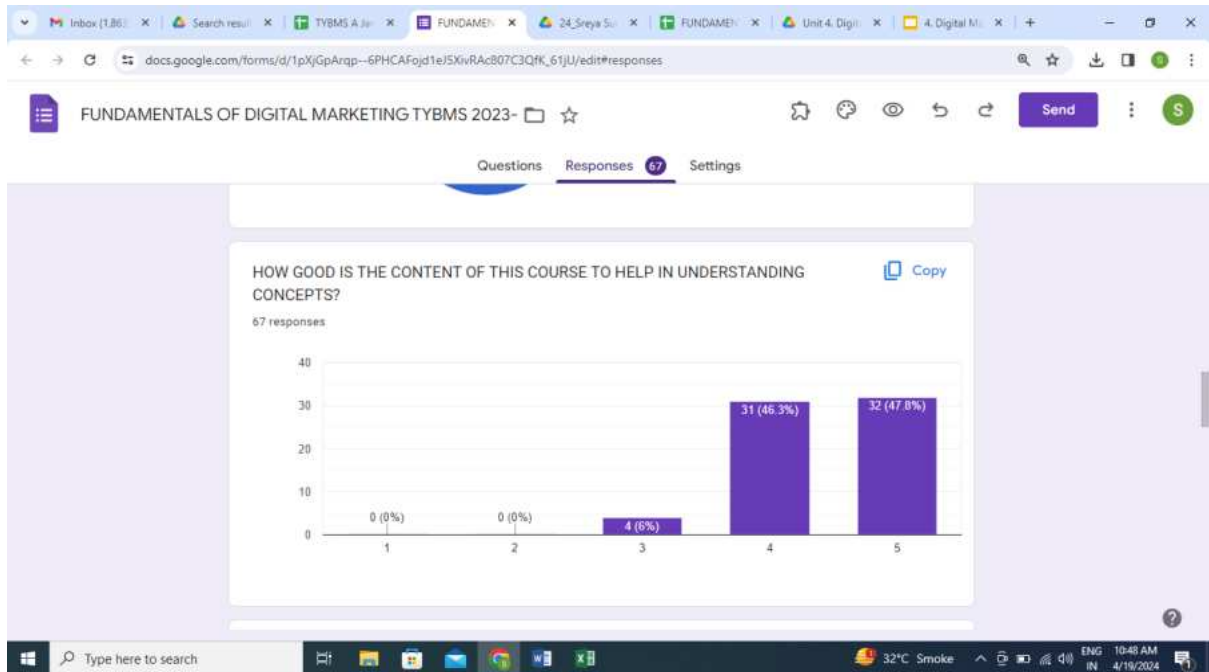 Inbox (1,86
Search resul
TYBMS A Ja
FUNDAMEN
24_Sreya Su
FUNDAMEN
Unit 4. Digit
4. Digital M
docs.google.com/forms/d/
/edit#responses
FUNDAMENTALS OF DIGITAL MARKETING TYBMS 2023-
Send
S
Questions Responses 67 Settings
HOW GOOD IS THE CONTENT OF THIS COURSE TO HELP IN UNDERSTANDING
CONCEPTS?
Copy
67 responses
40
30
20
10
0
0 (0%)
0 (0%)
4 (6%)
31 (46.3%)
32 (47.8%)
1 2 3 4 5
Type here to search
32°C Smoke
ENG
IN
10:48 AM
4/19/2024